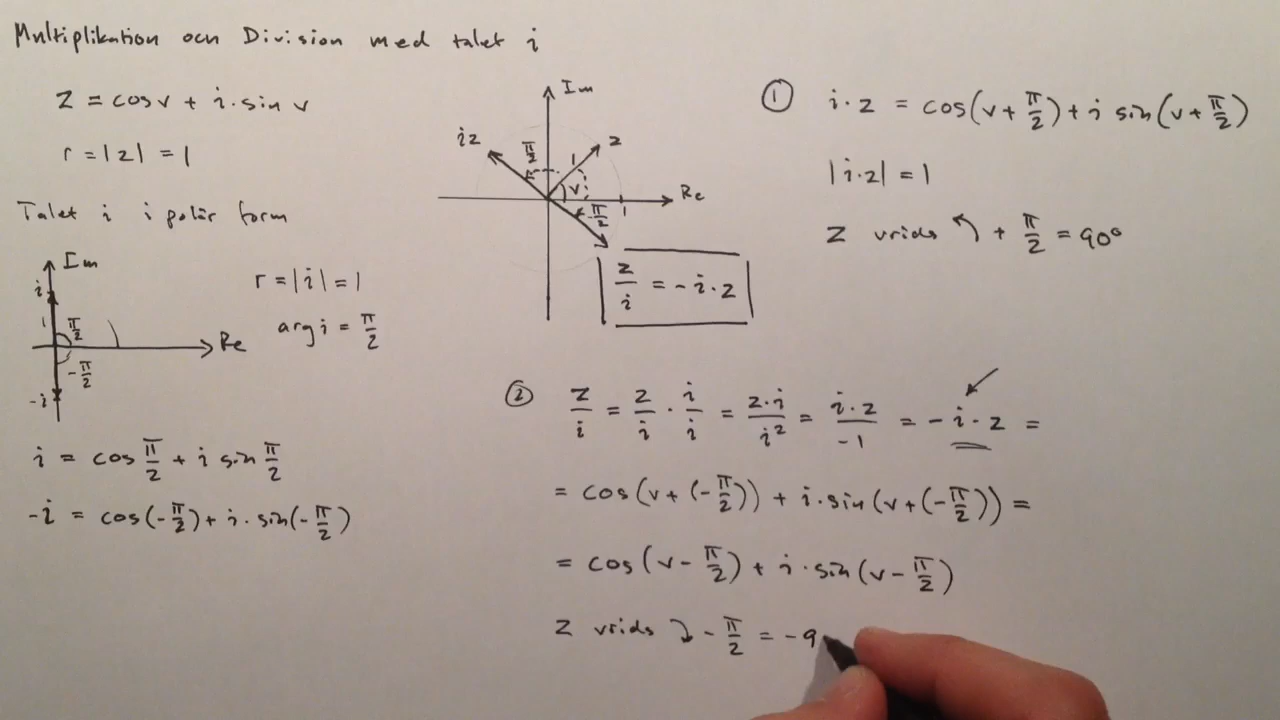 Multiplikation och Division med talet i
z = cos v + i · sin v
r = |z| = 1
Talet i i polär form
Im
i
1
π/2
Re
-π/2
-i
r = |i| = 1
arg i = π/2
i = cos π/2 + i sin π/2
-i = cos(-π/2) + i · sin(-π/2)
Im
iz
π/2
1
z
v
Re
π/2
1
z/i = -i · z
① i · z = cos(v + π/2) + i sin(v + π/2)
|i · z| = 1
z vrids ↶ + π/2 = 90°
② z/i = z/i · i/i = z · i/i² = i · z/-1 = -i · z =
= cos(v + (-π/2)) + i · sin(v + (-π/2)) =
= cos(v - π/2) + i · sin(v - π/2)
z vrids ⤵ - π/2 = -9